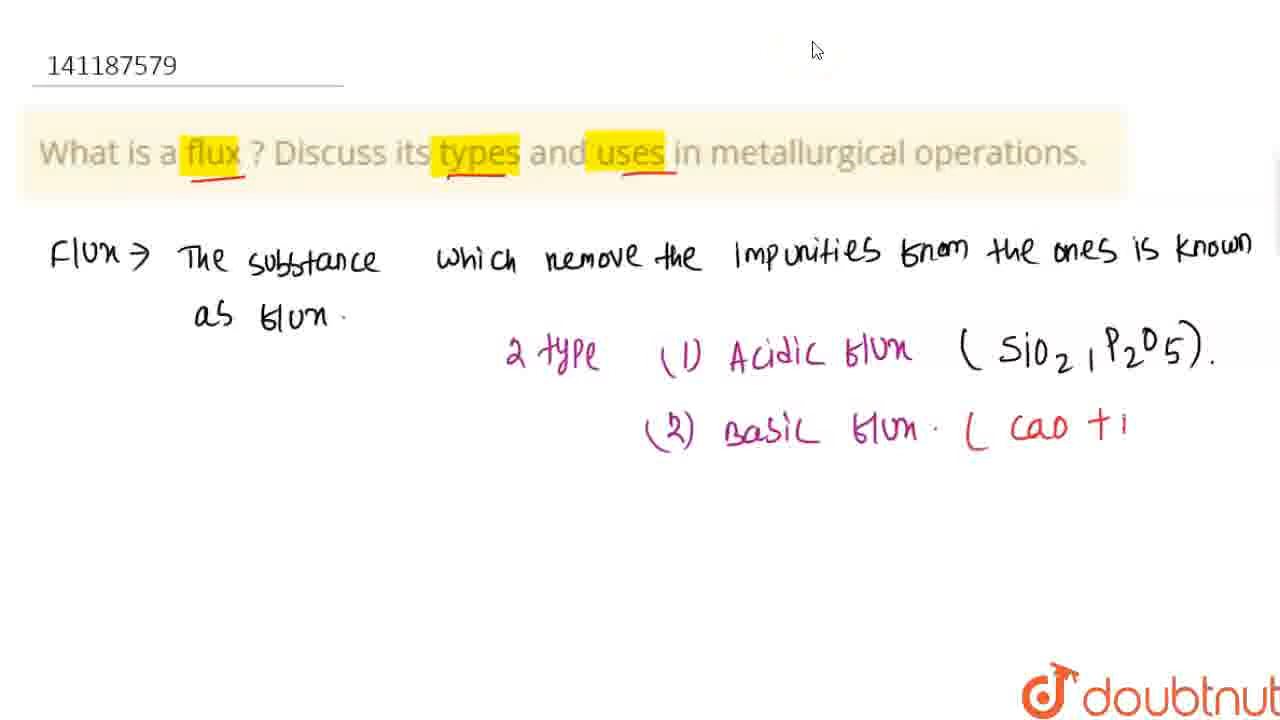 141187579
What is a flux ? Discuss its types and uses in metallurgical operations.
Flux → The substance which remove the impurities from the ores is known
as flux.
2 type (1) Acidic flux ( SiO2, P2O5).
(2) Basic flux. ( CaO +
doubtnut